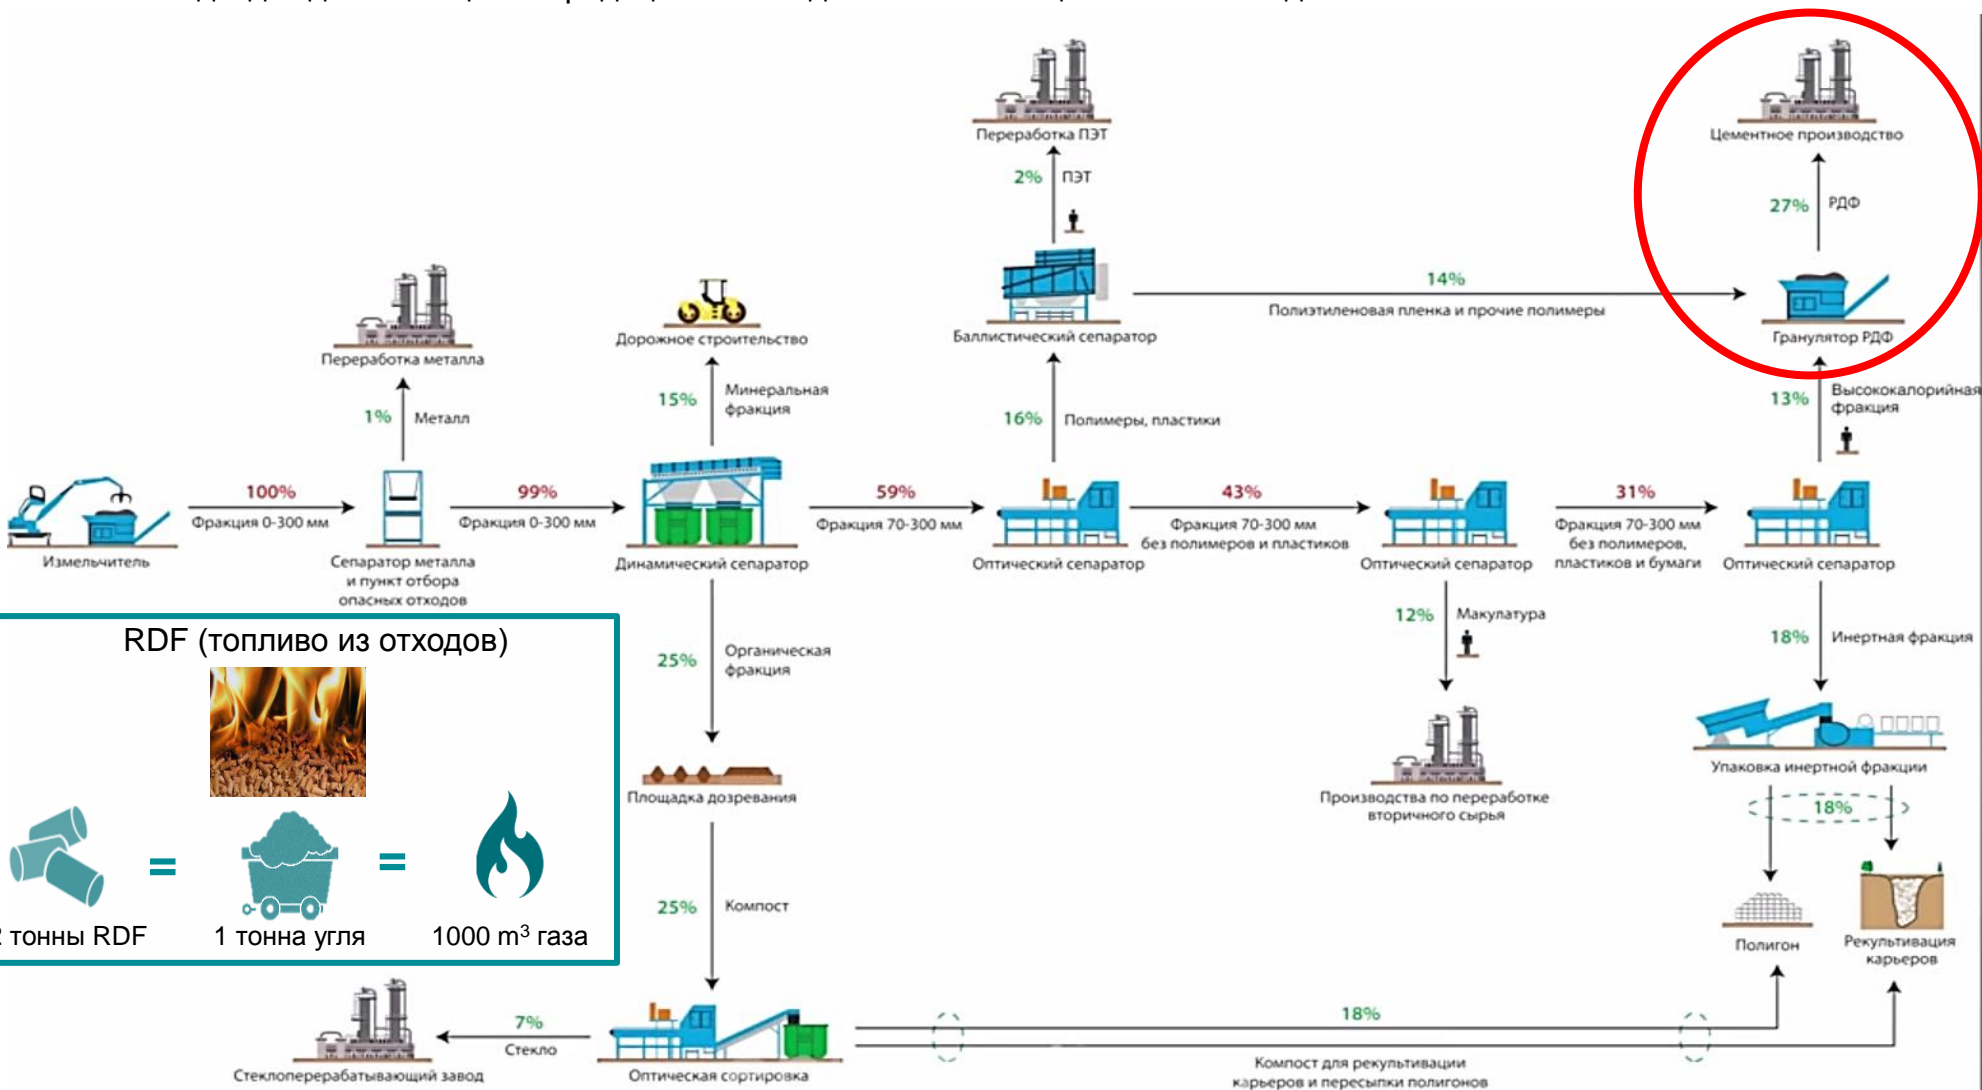 Переработка ПЭТ
2% ПЭТ
Цементное производство
27% РДФ
Переработка металла
1% Металл
Дорожное строительство
15% Минеральная
фракция
Баллистический сепаратор
14%
Полиэтиленовая пленка и прочие полимеры
Гранулятор РДФ
16% Полимеры, пластики
13% Высококалорийная
фракция
Измельчитель
100%
Фракция 0-300 мм
Сепаратор металла
и пункт отбора
опасных отходов
99%
Фракция 0-300 мм
Динамический сепаратор
59%
Фракция 70-300 мм
Оптический сепаратор
43%
Фракция 70-300 мм
без полимеров и пластиков
Оптический сепаратор
31%
Фракция 70-300 мм
без полимеров,
пластиков и бумаги
Оптический сепаратор
25% Органическая
фракция
12% Макулатура
18% Инертная фракция
RDF (топливо из отходов)
=
=
тонны RDF
1 тонна угля
1000 m³ газа
Площадка дозревания
Производства по переработке
вторичного сырья
Упаковка инертной фракции
18%
25% Компост
Полигон
Рекультивация
карьеров
7%
Стекло
Стеклоперерабатывающий завод
Оптическая сортировка
18%
Компост для рекультивации
карьеров и пересыпки полигонов